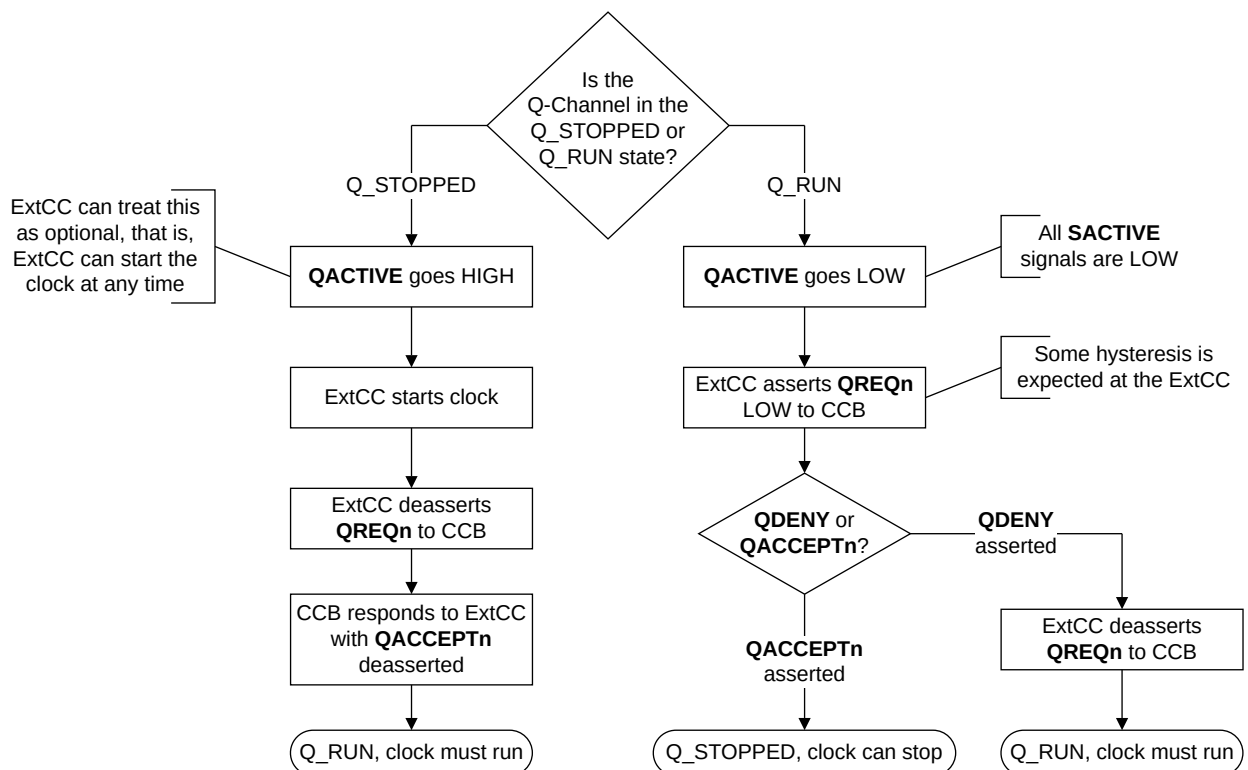 Is the
Q-Channel in the
Q_STOPPED or
Q_RUN state?
Q_STOPPED
Q_RUN
ExtCC can treat this
as optional, that is,
ExtCC can start the
clock at any time
QACTIVE goes HIGH
QACTIVE goes LOW
All SACTIVE
signals are LOW
ExtCC starts clock
ExtCC asserts QREQn
LOW to CCB
Some hysteresis is
expected at the ExtCC
ExtCC deasserts
QREQn to CCB
QDENY or
QACCEPTn?
QDENY
asserted
CCB responds to ExtCC
with QACCEPTn
deasserted
QACCEPTn
asserted
ExtCC deasserts
QREQn to CCB
Q_RUN, clock must run
Q_STOPPED, clock can stop
Q_RUN, clock must run